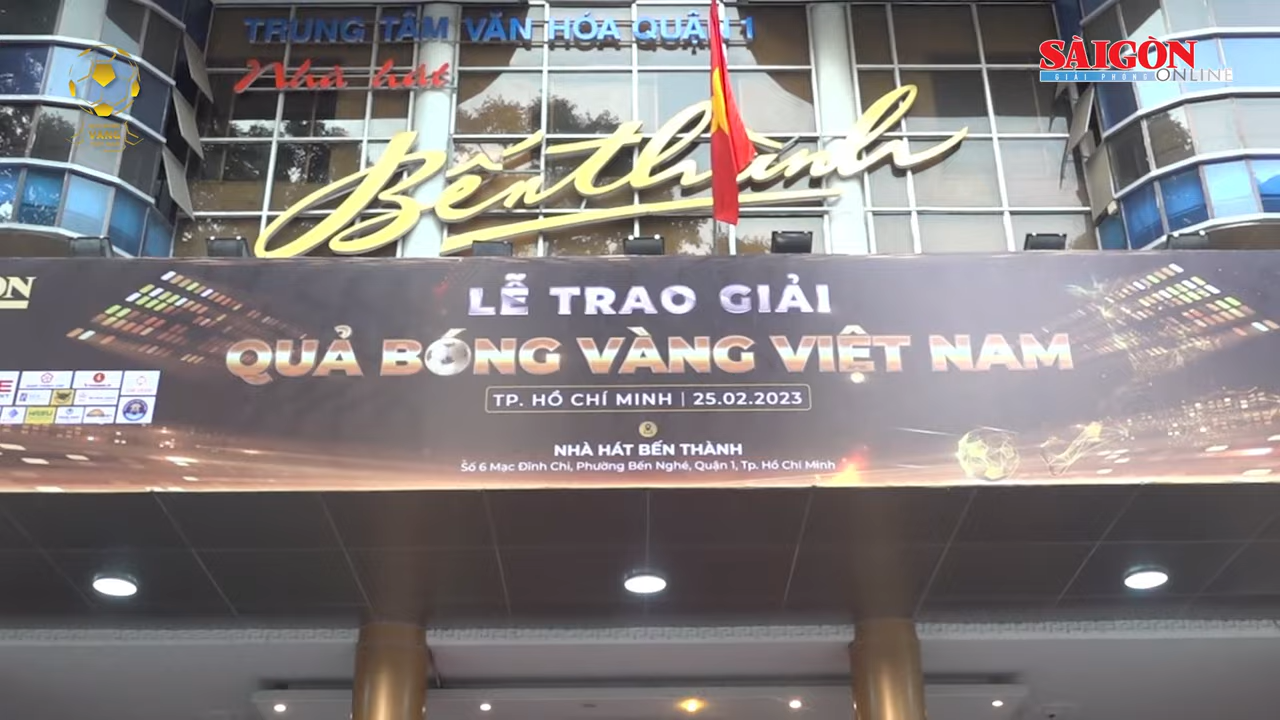 TRUNG TÂM VĂN HÓA QUẬN 1
Nhà hát
Bến thành
SÀIGÒN
GIẢI PHÓNG ONLINE
ON
LỄ TRAO GIẢI
QUẢ BÓNG VÀNG VIỆT NAM
TP. HỒ CHÍ MINH | 25.02.2023
NHÀ HÁT BẾN THÀNH
Số 6 Mạc Đĩnh Chi, Phường Bến Nghé, Quận 1, Tp. Hồ Chí Minh